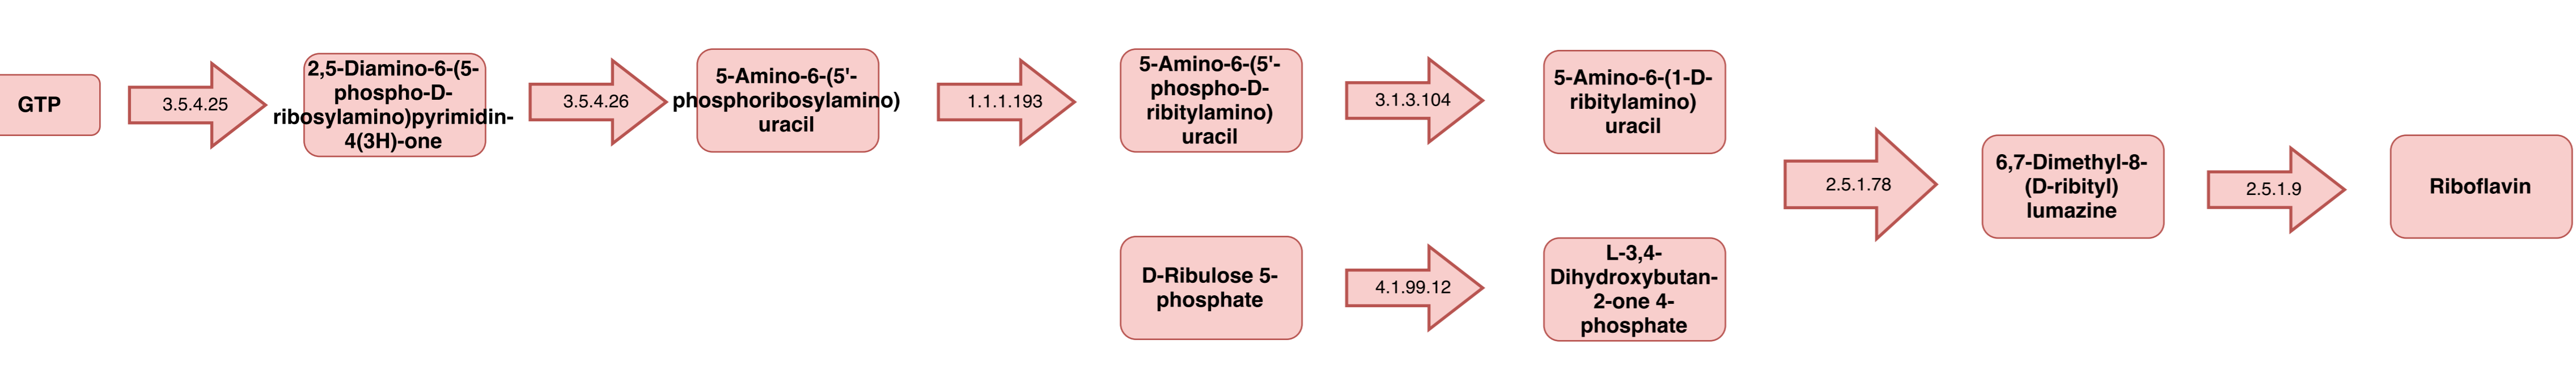 GTP
3.5.4.25
2,5-Diamino-6-(5-
phospho-D-
ribosylamino)pyrimidin-
4(3H)-one
3.5.4.26
5-Amino-6-(5'-
phosphoribosylamino)
uracil
1.1.1.193
5-Amino-6-(5'-
phospho-D-
ribitylamino)
uracil
3.1.3.104
5-Amino-6-(1-D-
ribitylamino)
uracil
D-Ribulose 5-
phosphate
4.1.99.12
L-3,4-
Dihydroxybutan-
2-one 4-
phosphate
2.5.1.78
6,7-Dimethyl-8-
(D-ribityl)
lumazine
2.5.1.9
Riboflavin